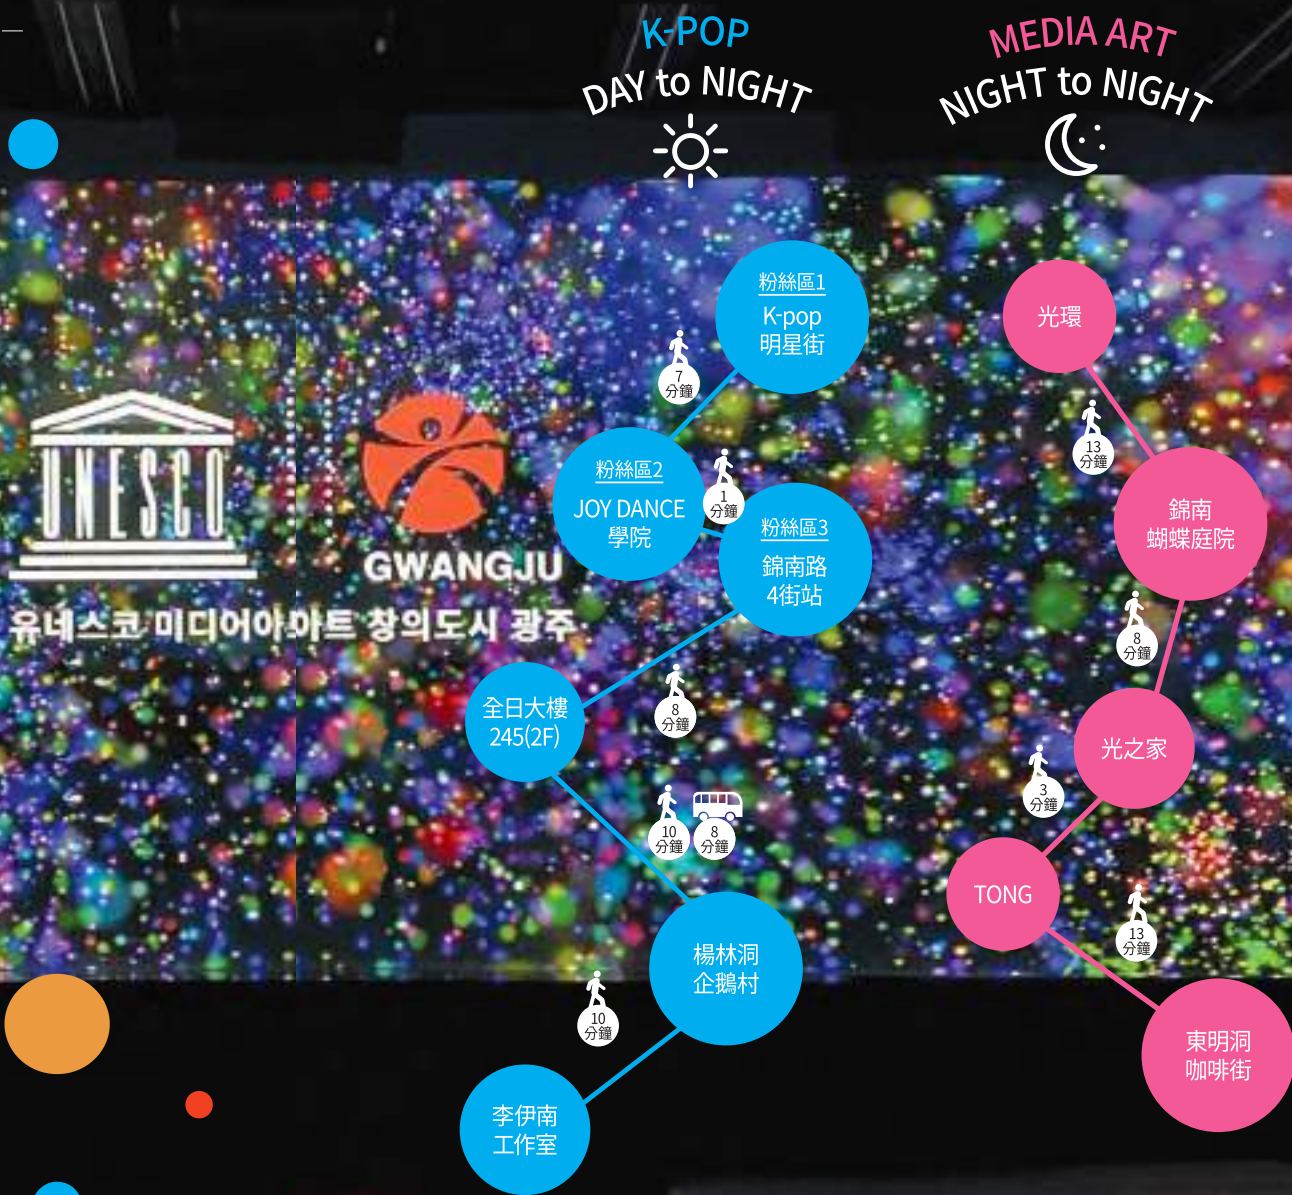 K-POP
DAY to NIGHT
粉絲區1
K-pop
明星街
7
分鐘
粉絲區2
JOY DANCE
學院
1
分鐘
粉絲區3
錦南路
4街站
8
分鐘
全日大樓
245(2F)
10
分鐘
8
分鐘
楊林洞
企鵝村
10
分鐘
李伊南
工作室
MEDIA ART
NIGHT to NIGHT
光環
13
分鐘
錦南
蝴蝶庭院
8
分鐘
光之家
3
分鐘
TONG
13
分鐘
東明洞
咖啡街
UNESCO
GWANGJU
유네스코 미디어아아트 창의도시 광주